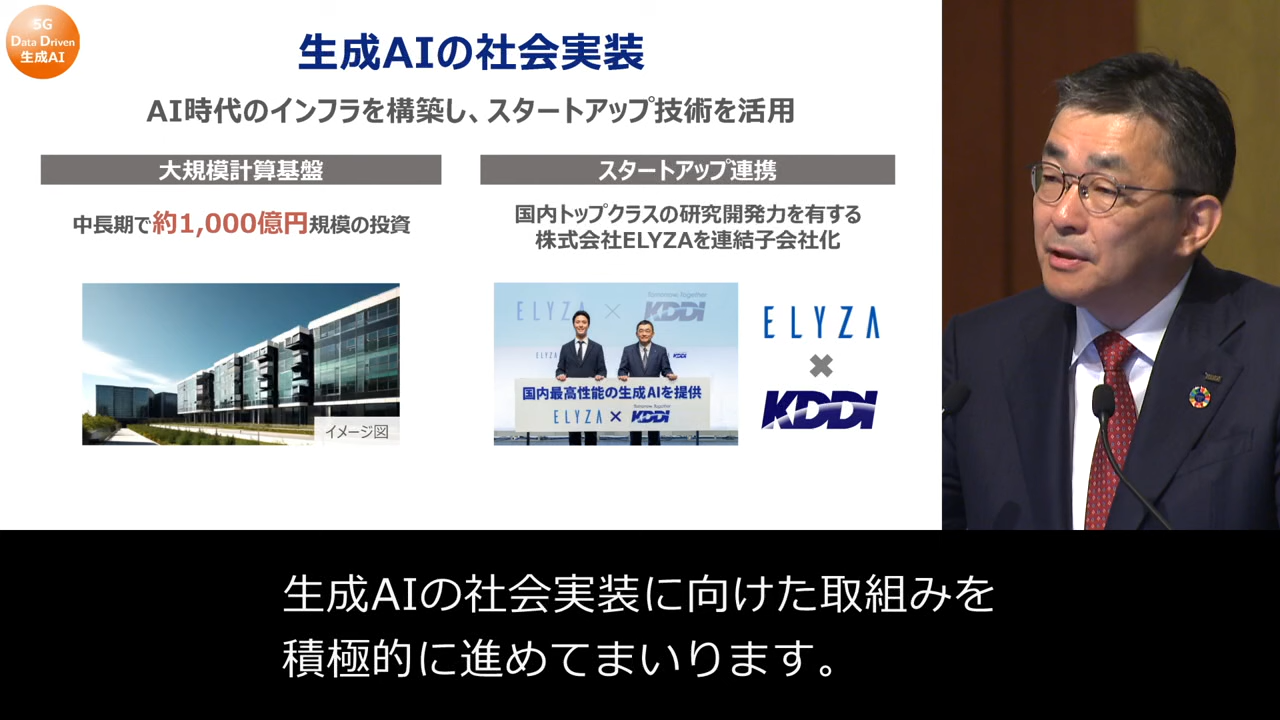 5G
Data Driven
生成AI
生成AIの社会実装
AI時代のインフラを構築し、スタートアップ技術を活用
大規模計算基盤
中長期で約1,000億円規模の投資
イメージ図
スタートアップ連携
国内トップクラスの研究開発力を有する
株式会社ELYZAを連結子会社化
ELYZA × Tomorrow, Together KDDI
ELYZA
KDDI
国内最高性能の生成AIを提供
ELYZA × Tomorrow, Together KDDI
ELYZA
✖
KDDI
生成AIの社会実装に向けた取組みを
積極的に進めてまいります。